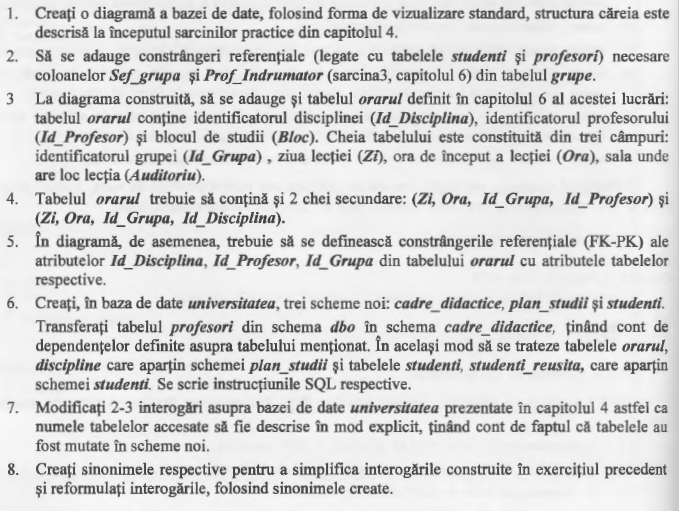 1. Creați o diagramă a bazei de date, folosind forma de vizualizare standard, structura căreia este
descrisă la începutul sarcinilor practice din capitolul 4.
2. Să se adauge constrângeri referențiale (legate cu tabelele studenti și profesori) necesare
coloanelor Sef_grupa și Prof_Indrumator (sarcina3, capitolul 6) din tabelul grupe.
3 La diagrama construită, să se adauge și tabelul orarul definit în capitolul 6 al acestei lucrări:
tabelul orarul conține identificatorul disciplinei (Id_Disciplina), identificatorul profesorului
(Id_Profesor) și blocul de studii (Bloc). Cheia tabelului este constituită din trei câmpuri:
identificatorul grupei (Id_Grupa) , ziua lecției (Zi), ora de început a lecției (Ora), sala unde
are loc lecția (Auditoriu).
4. Tabelul orarul trebuie să conțină și 2 chei secundare: (Zi, Ora, Id_Grupa, Id_Profesor) și
(Zi, Ora, Id_Grupa, Id_Disciplina).
5. În diagramă, de asemenea, trebuie să se definească constrângerile referențiale (FK-PK) ale
atributelor Id_Disciplina, Id_Profesor, Id_Grupa din tabelului orarul cu atributele tabelelor
respective.
6. Creați, în baza de date universitatea, trei scheme noi: cadre_didactice, plan_studii și studenti.
Transferați tabelul profesori din schema dbo în schema cadre_didactice, ținând cont de
dependențelor definite asupra tabelului menționat. În același mod să se trateze tabelele orarul,
discipline care aparțin schemei plan_studii și tabelele studenti, studenti_reusita, care aparțin
schemei studenti. Se scrie instrucțiunile SQL respective.
7. Modificați 2-3 interogări asupra bazei de date universitatea prezentate în capitolul 4 astfel ca
numele tabelelor accesate să fie descrise în mod explicit, ținând cont de faptul că tabelele au
fost mutate în scheme noi.
8. Creați sinonimele respective pentru a simplifica interogările construite în exercițiul precedent
și reformulați interogările, folosind sinonimele create.